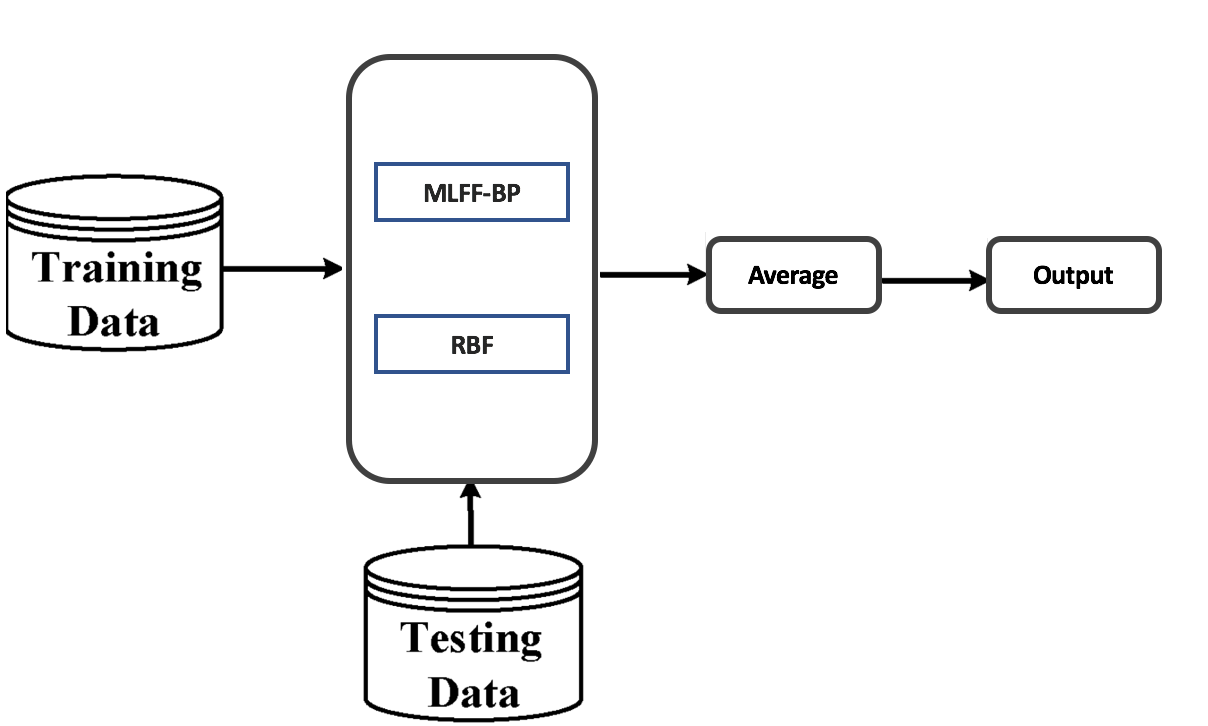 MLFF-BP
Training
Data
RBF
Average
Output
Testing
Data